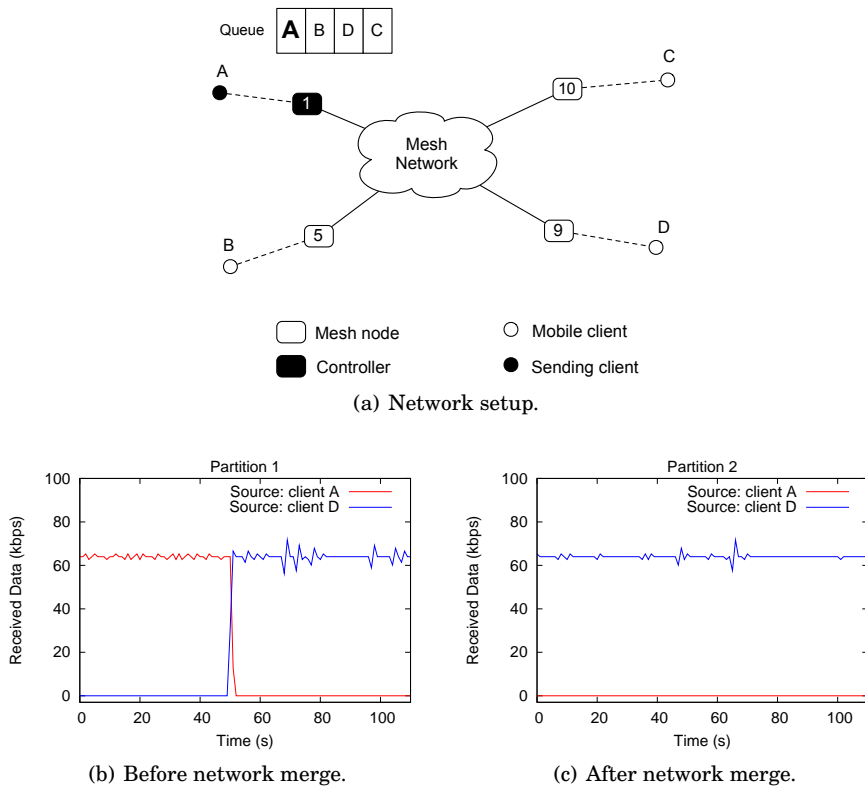 Queue A B D C
A
C
1
10
Mesh
Network
B
5
9
D
Mesh node
Mobile client
Controller
Sending client
(a) Network setup.
Partition 1
Received Data (kbps)
100
80
60
40
20
0
Source: client A
Source: client D
0 20 40 60 80 100
Time (s)
(b) Before network merge.
Partition 2
Received Data (kbps)
100
80
60
40
20
0
Source: client A
Source: client D
0 20 40 60 80 100
Time (s)
(c) After network merge.